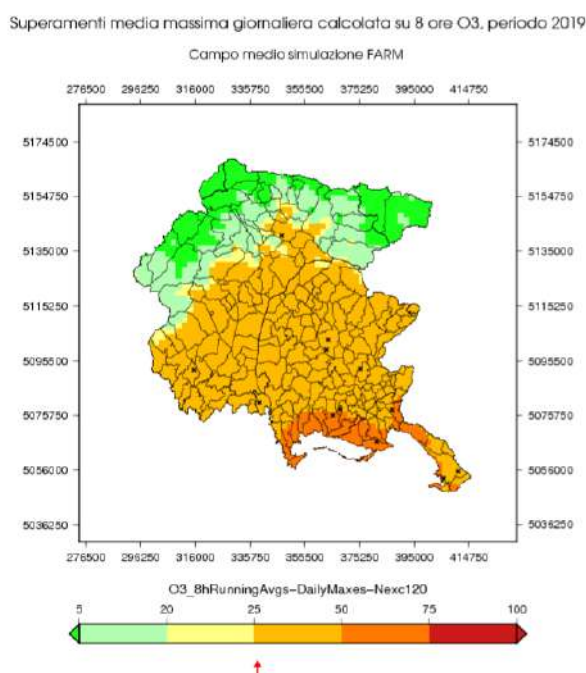 Superamenti media massima giornaliera calcolata su 8 ore O3, periodo 2019
Campo medio simulazione FARM
276500 296250 316000 335750 355500 375250 395000 414750
5174500 5174500
5154750 5154750
5135000 5135000
5115250 5115250
5095500 5095500
5075750 5075750
5056000 5056000
5036250 5036250
276500 296250 316000 335750 355500 375250 395000 414750
O3_8hRunningAvgs-DailyMaxes-Nexc120
5 20 25 50 75 100